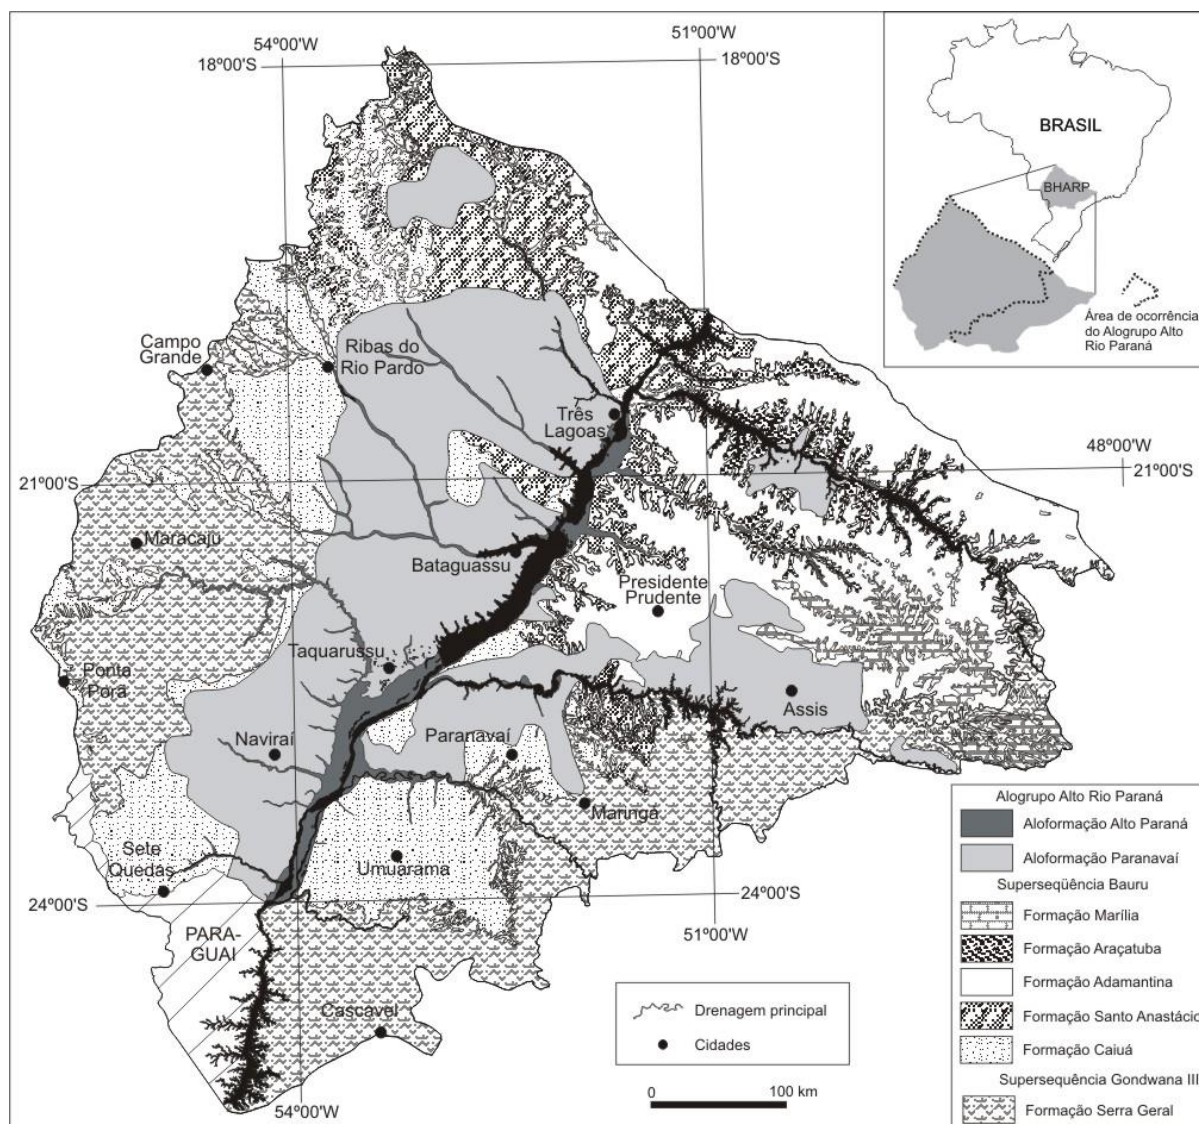 54º00'W
18º00'S
51º00'W
18º00'S
BRASIL
BHARP
Área de ocorrência
do Alogrupo Alto
Rio Paraná
Campo
Grande
Ribas do
Rio Pardo
Três
Lagoas
48º00'W
21º00'S
21º00'S
Maracaju
Bataguassu
Presidente
Prudente
Taquarussu
Ponta
Porã
Assis
Naviraí
Paranavaí
Maringá
Sete
Quedas
Umuarama
24º00'S
24º00'S
51º00'W
PARA-
GUAI
Cascavel
54º00'W
Drenagem principal
Cidades
0 100 km
Alogrupo Alto Rio Paraná
Aloformação Alto Paraná
Aloformação Paranavaí
Superseqüência Bauru
Formação Marília
Formação Araçatuba
Formação Adamantina
Formação Santo Anastácio
Formação Caiuá
Supersequência Gondwana III
Formação Serra Geral